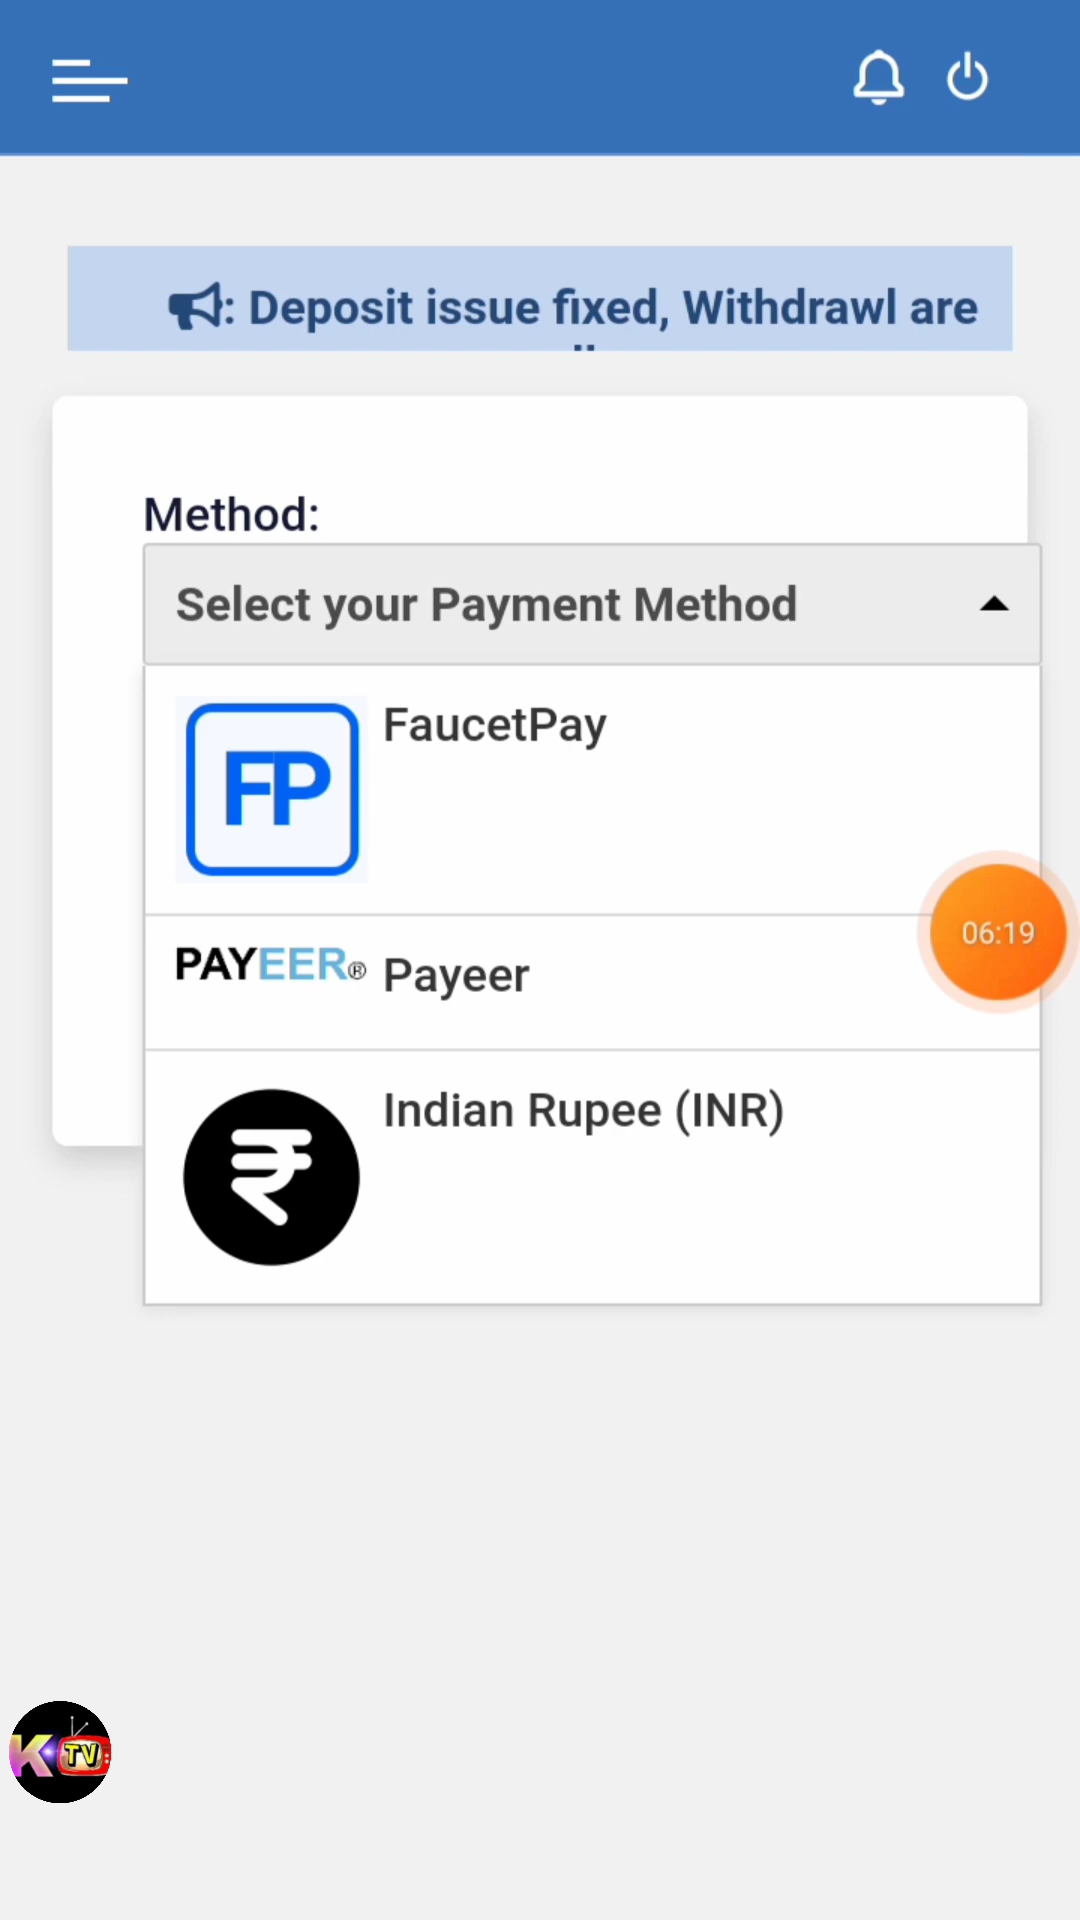 : Deposit issue fixed, Withdrawl are
Method:
Select your Payment Method
FP
FaucetPay
06:19
PAYEER®
Payeer
₹
Indian Rupee (INR)
K TV